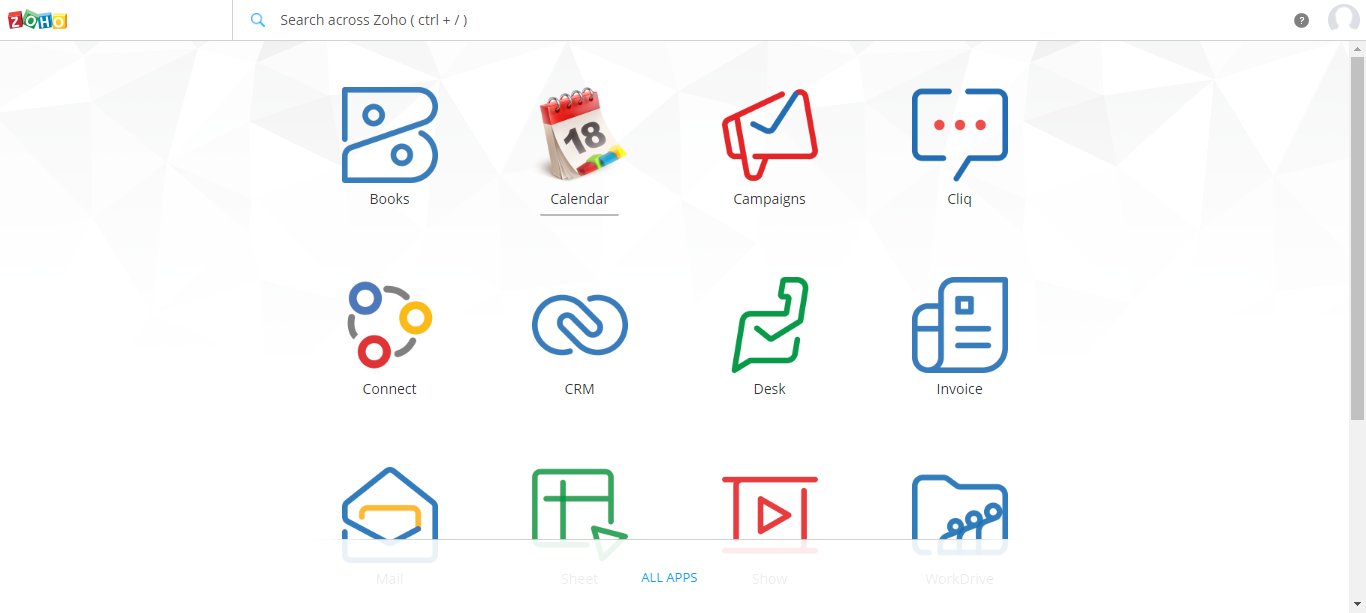 ZOHO
Search across Zoho ( ctrl + / )
?
18
Books
Calendar
Campaigns
Cliq
Connect
CRM
Desk
Invoice
Mail
Sheet
ALL APPS
Show
WorkDrive